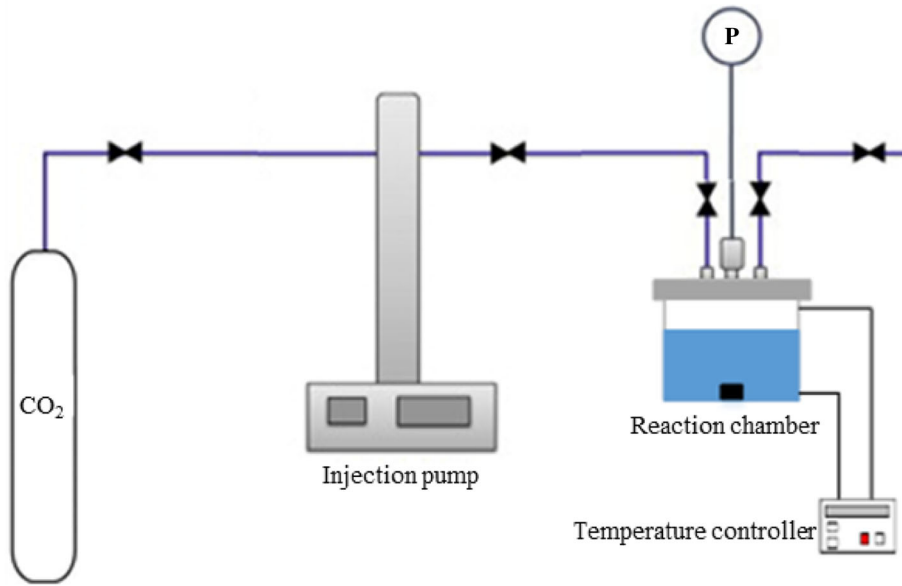 P
CO₂
Reaction chamber
Injection pump
Temperature controller